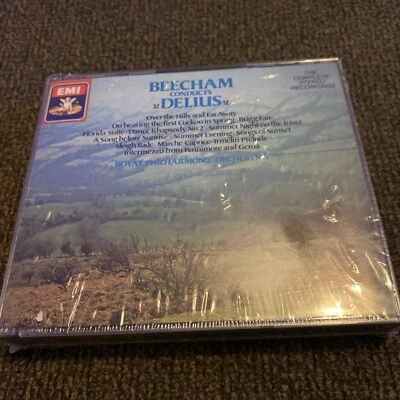 EMI
BEECHAM
CONDUCTS
DELIUS
THE
COMPLETE
STEREO
RECORDINGS
Over the Hills and Far Away
On hearing the first Cuckoo in Spring · Brigg Fair
Florida Suite · Dance Rhapsody No.2 · Summer Night on the River
A Song before Sunrise · Summer Evening · Songs of Sunset
Sleigh Ride · Marche Caprice · Irmelin Prelude
Intermezzo from Fennimore and Gerda
ROYAL PHILHARMONIC ORCHESTRA